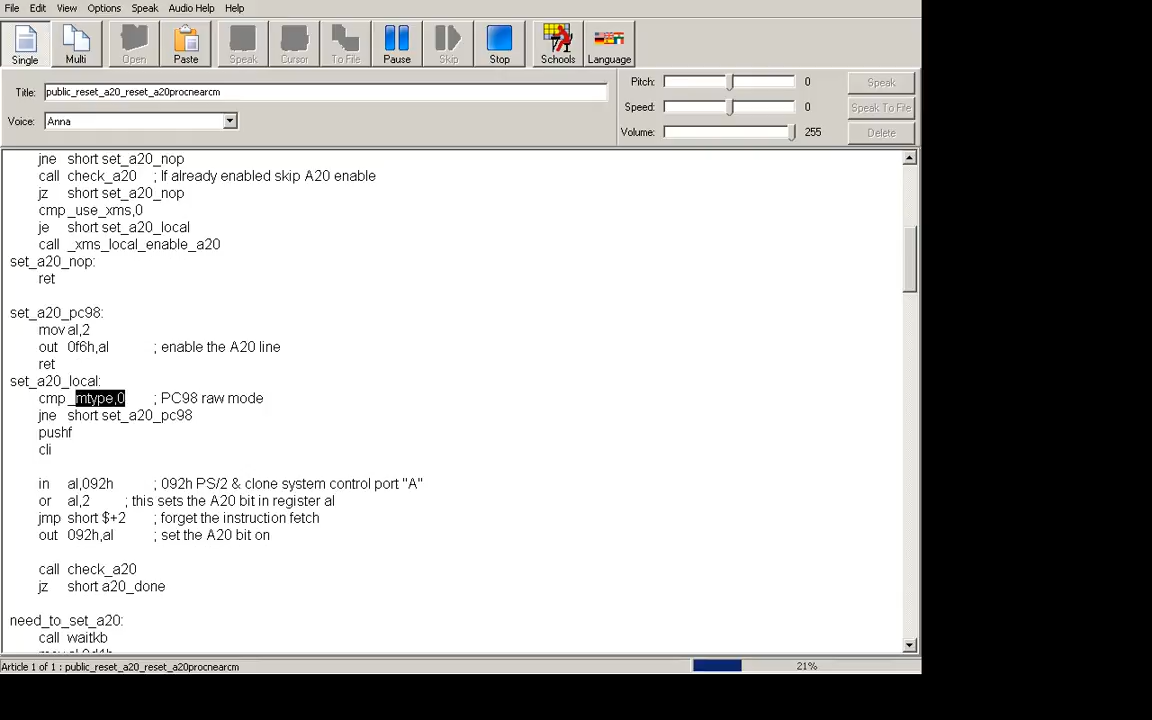 File Edit View Options Speak Audio Help Help
Single Multi Open Paste Speak Cursor To File Pause Skip Stop Schools Language
Title: public_reset_a20_reset_a20procnearcm
Voice: Anna
Pitch: 0 Speak
Speed: 0 Speak To File
Volume: 255 Delete
jne short set_a20_nop
call check_a20 ; If already enabled skip A20 enable
jz short set_a20_nop
cmp _use_xms,0
je short set_a20_local
call _xms_local_enable_a20
set_a20_nop:
ret
set_a20_pc98:
mov al,2
out 0f6h,al ; enable the A20 line
ret
set_a20_local:
cmp _mtype,0 ; PC98 raw mode
jne short set_a20_pc98
pushf
cli
in al,092h ; 092h PS/2 & clone system control port "A"
or al,2 ; this sets the A20 bit in register al
jmp short $+2 ; forget the instruction fetch
out 092h,al ; set the A20 bit on
call check_a20
jz short a20_done
need_to_set_a20:
call waitkb
Article 1 of 1 : public_reset_a20_reset_a20procnearcm 21%